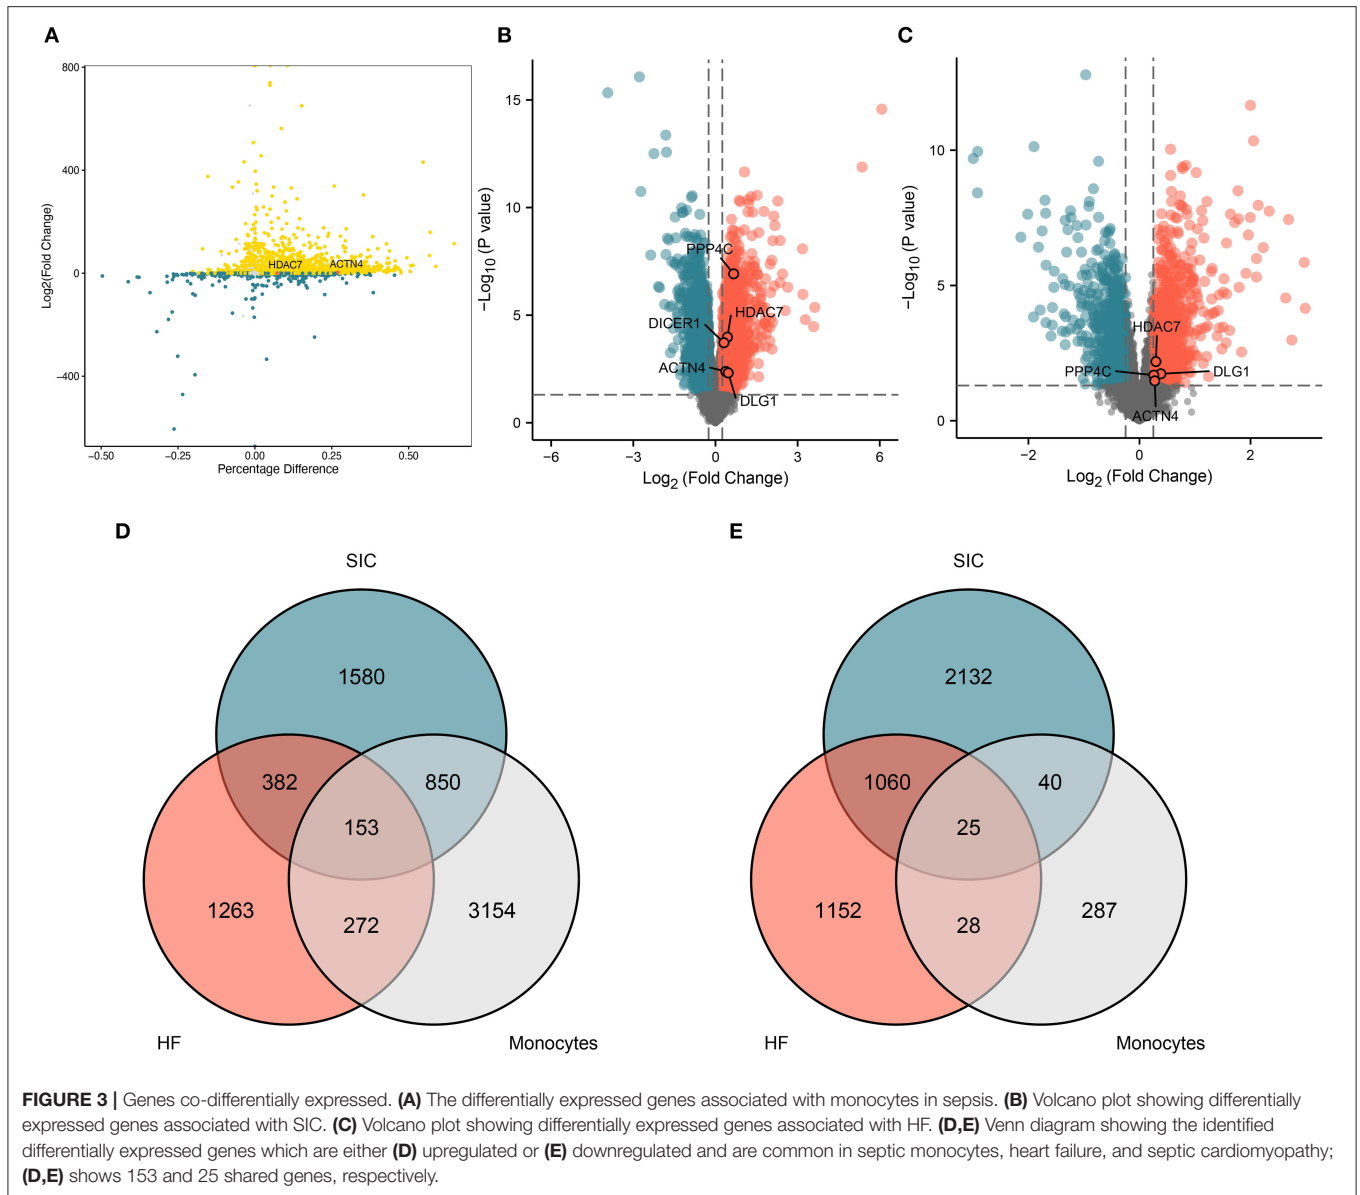 A
B
C
800
400
0
−400
Log2(Fold Change)
HDAC7
ACTN4
−0.50
−0.25
0.00
0.25
0.50
Percentage Difference
15
10
5
0
−Log10 (P value)
PPP4C
HDAC7
DICER1
ACTN4
DLG1
−6
−3
0
3
6
Log2 (Fold Change)
10
5
0
−Log10 (P value)
HDAC7
PPP4C
DLG1
ACTN4
−2
0
2
Log2 (Fold Change)
D
SIC
1580
382
850
153
1263
272
3154
HF
Monocytes
E
SIC
2132
1060
40
25
1152
28
287
HF
Monocytes
FIGURE 3 | Genes co-differentially expressed. (A) The differentially expressed genes associated with monocytes in sepsis. (B) Volcano plot showing differentially
expressed genes associated with SIC. (C) Volcano plot showing differentially expressed genes associated with HF. (D,E) Venn diagram showing the identified
differentially expressed genes which are either (D) upregulated or (E) downregulated and are common in septic monocytes, heart failure, and septic cardiomyopathy;
(D,E) shows 153 and 25 shared genes, respectively.